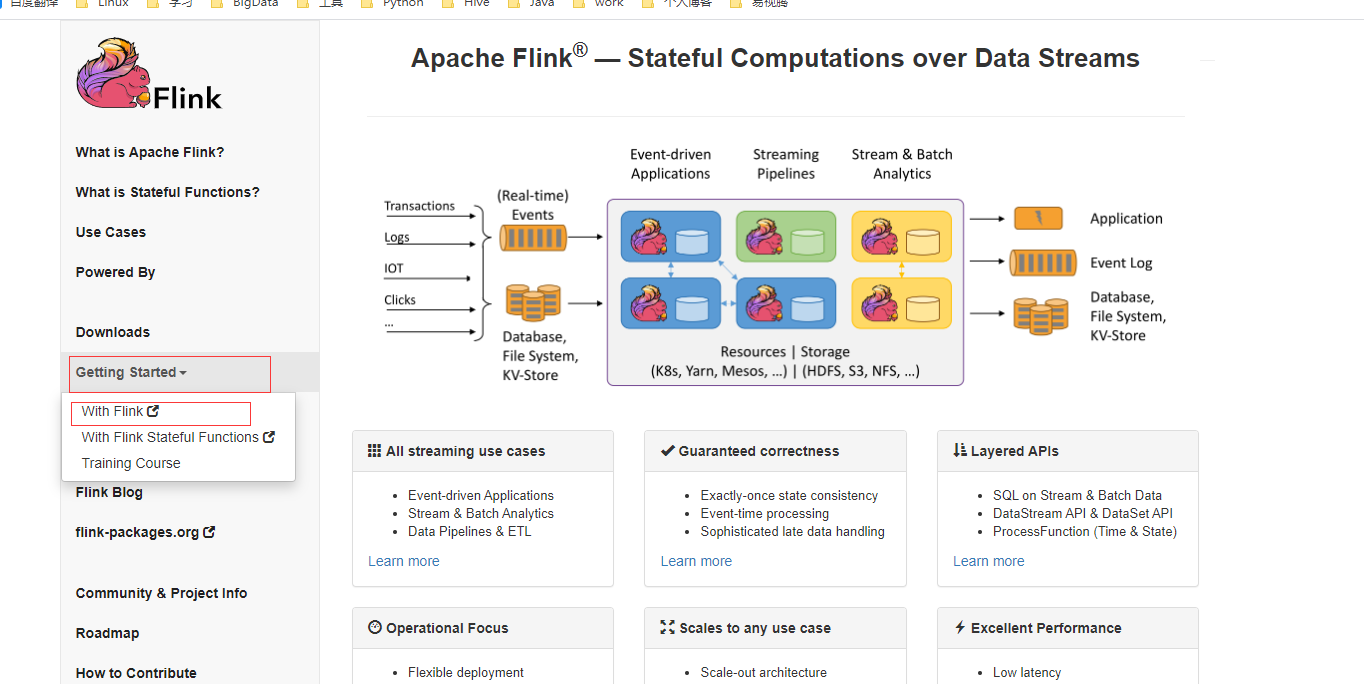 百度翻译 Linux 学习 BigData 工具 Python Hive Java work 个人博客 易视腾
Flink
What is Apache Flink?
What is Stateful Functions?
Use Cases
Powered By
Downloads
Getting Started
With Flink
With Flink Stateful Functions
Training Course
Flink Blog
flink-packages.org
Community & Project Info
Roadmap
How to Contribute
Apache Flink® — Stateful Computations over Data Streams
Event-driven
Applications
Streaming
Pipelines
Stream & Batch
Analytics
Transactions
Logs
IOT
Clicks
...
(Real-time)
Events
Database,
File System,
KV-Store
Resources | Storage
(K8s, Yarn, Mesos, ...) | (HDFS, S3, NFS, ...)
Application
Event Log
Database,
File System,
KV-Store
All streaming use cases
• Event-driven Applications
• Stream & Batch Analytics
• Data Pipelines & ETL
Learn more
Guaranteed correctness
• Exactly-once state consistency
• Event-time processing
• Sophisticated late data handling
Learn more
Layered APIs
• SQL on Stream & Batch Data
• DataStream API & DataSet API
• ProcessFunction (Time & State)
Learn more
Operational Focus
• Flexible deployment
Scales to any use case
• Scale-out architecture
Excellent Performance
• Low latency